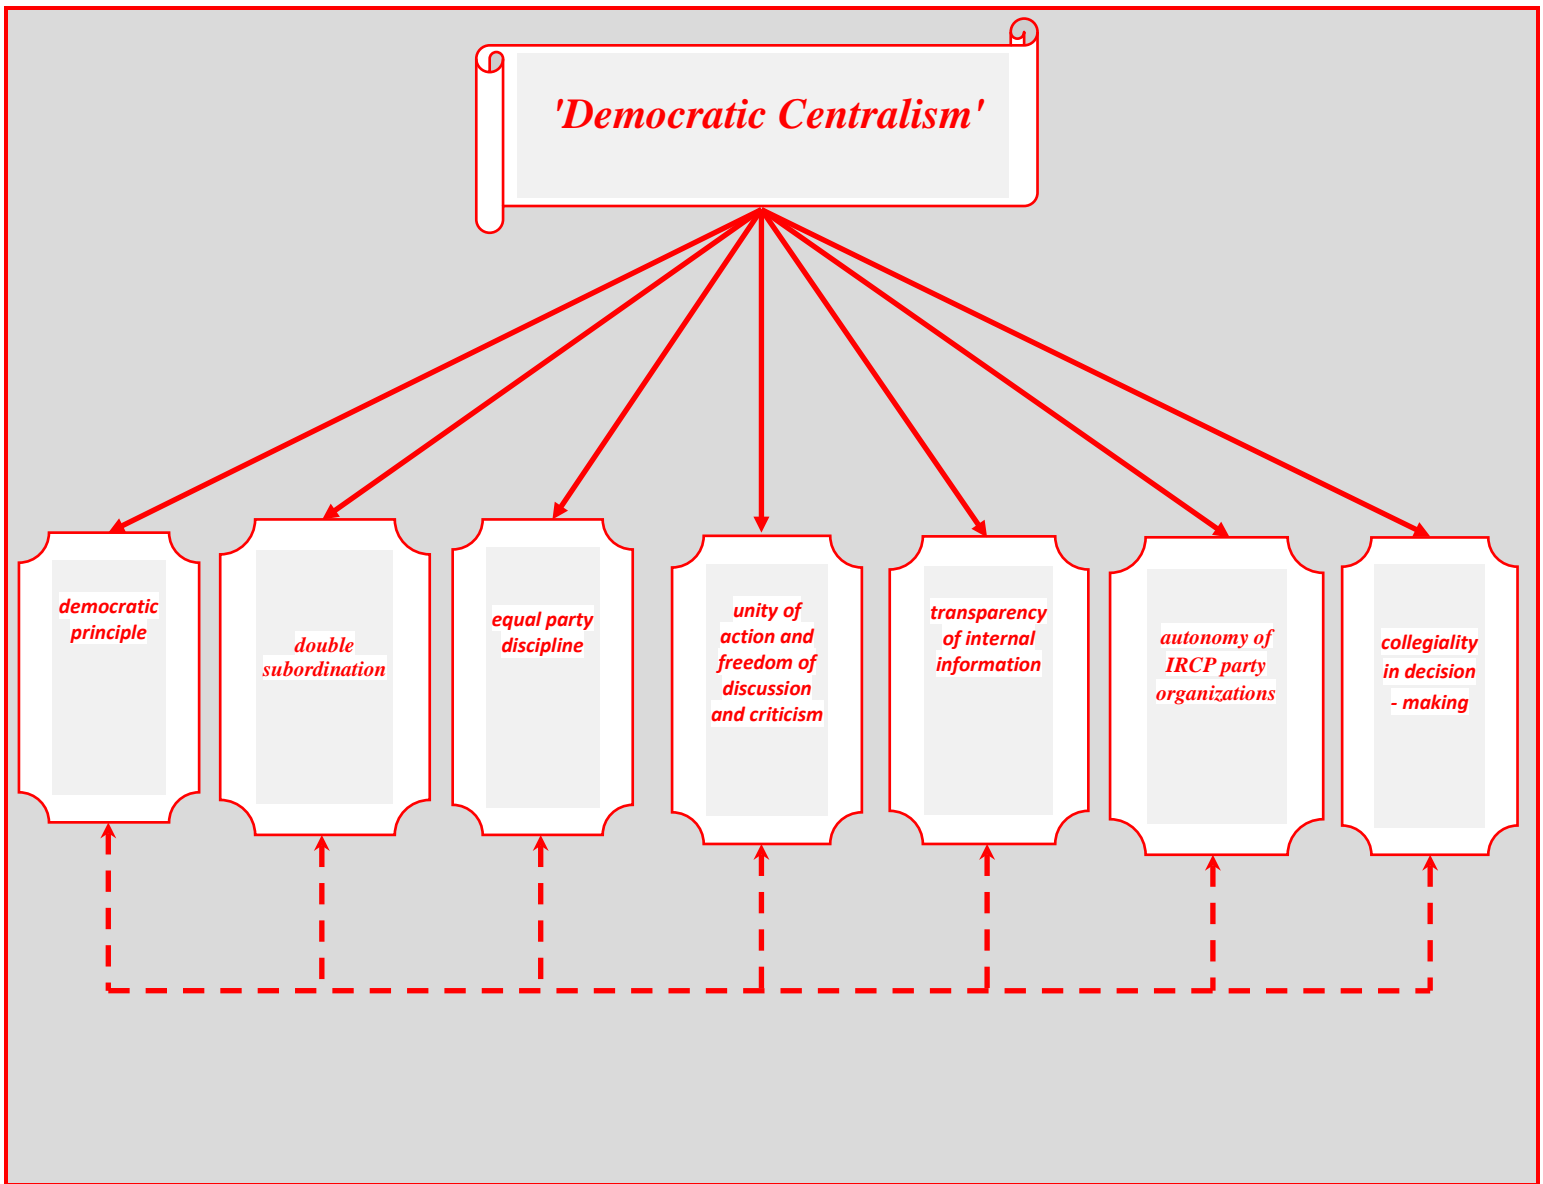 'Democratic Centralism'
democratic
principle
double
subordination
equal party
discipline
unity of
action and
freedom of
discussion
and criticism
transparency
of internal
information
autonomy of
IRCP party
organizations
collegiality
in decision
- making